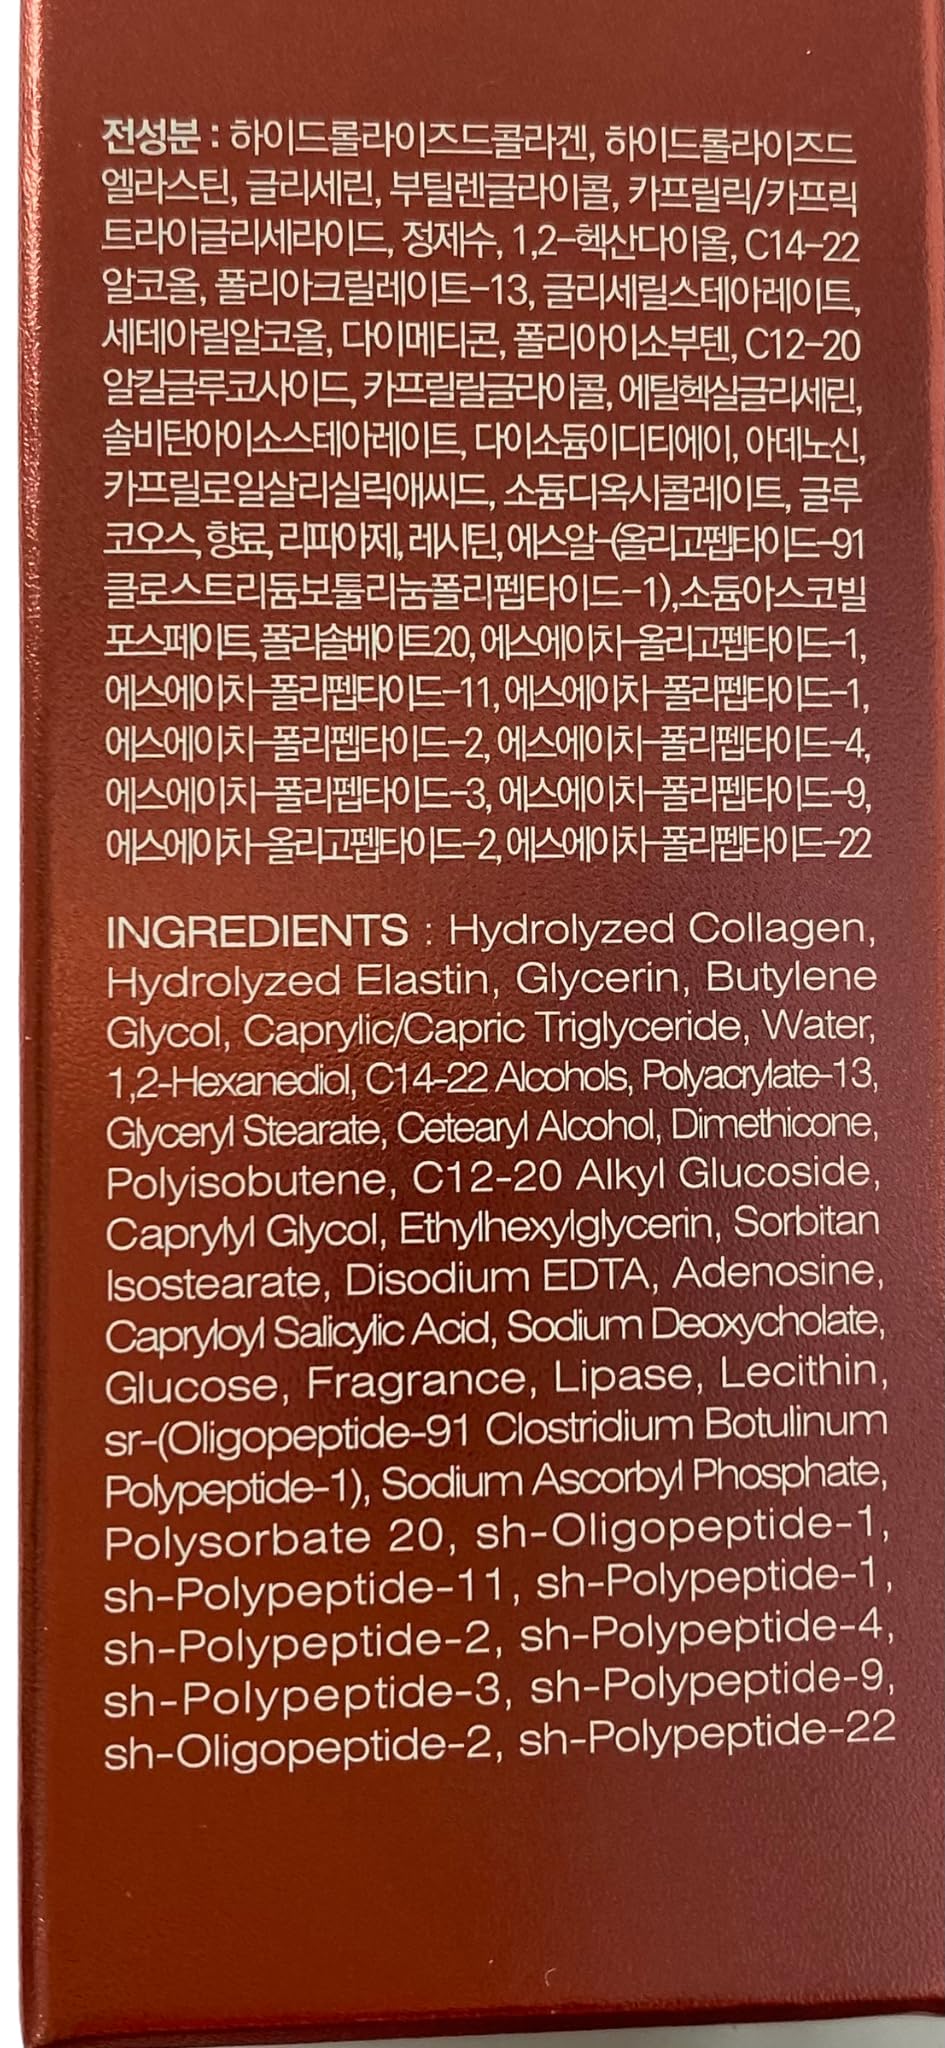 전성분 : 하이드롤라이즈드콜라겐, 하이드롤라이즈드
엘라스틴, 글리세린, 부틸렌글라이콜, 카프릴릭/카프릭
트라이글리세라이드, 정제수, 1,2-헥산다이올, C14-22
알코올, 폴리아크릴레이트-13, 글리세릴스테아레이트,
세테아릴알코올, 다이메티콘, 폴리아이소부텐, C12-20
알킬글루코사이드, 카프릴릴글라이콜, 에틸헥실글리세린,
솔비탄아이소스테아레이트, 다이소듐이디티에이, 아데노신,
카프릴로일살리실릭애씨드, 소듐디옥시콜레이트, 글루
코오스, 향료, 리파아제, 레시틴, 에스알-(올리고펩타이드-91
클로스트리듐보툴리눔폴리펩타이드-1),소듐아스코빌
포스페이트, 폴리솔베이트20, 에스에이차-올리고펩타이드-1,
에스에이차-폴리펩타이드-11, 에스에이차-폴리펩타이드-1,
에스에이차-폴리펩타이드-2, 에스에이차-폴리펩타이드-4,
에스에이차-폴리펩타이드-3, 에스에이차-폴리펩타이드-9,
에스에이차-올리고펩타이드-2, 에스에이차-폴리펩타이드-22
INGREDIENTS : Hydrolyzed Collagen,
Hydrolyzed Elastin, Glycerin, Butylene
Glycol, Caprylic/Capric Triglyceride, Water,
1,2-Hexanediol, C14-22 Alcohols, Polyacrylate-13,
Glyceryl Stearate, Cetearyl Alcohol, Dimethicone,
Polyisobutene, C12-20 Alkyl Glucoside,
Caprylyl Glycol, Ethylhexylglycerin, Sorbitan
Isostearate, Disodium EDTA, Adenosine,
Capryloyl Salicylic Acid, Sodium Deoxycholate,
Glucose, Fragrance, Lipase, Lecithin,
sr-(Oligopeptide-91 Clostridium Botulinum
Polypeptide-1), Sodium Ascorbyl Phosphate,
Polysorbate 20, sh-Oligopeptide-1,
sh-Polypeptide-11, sh-Polypeptide-1,
sh-Polypeptide-2, sh-Polypeptide-4,
sh-Polypeptide-3, sh-Polypeptide-9,
sh-Oligopeptide-2, sh-Polypeptide-22